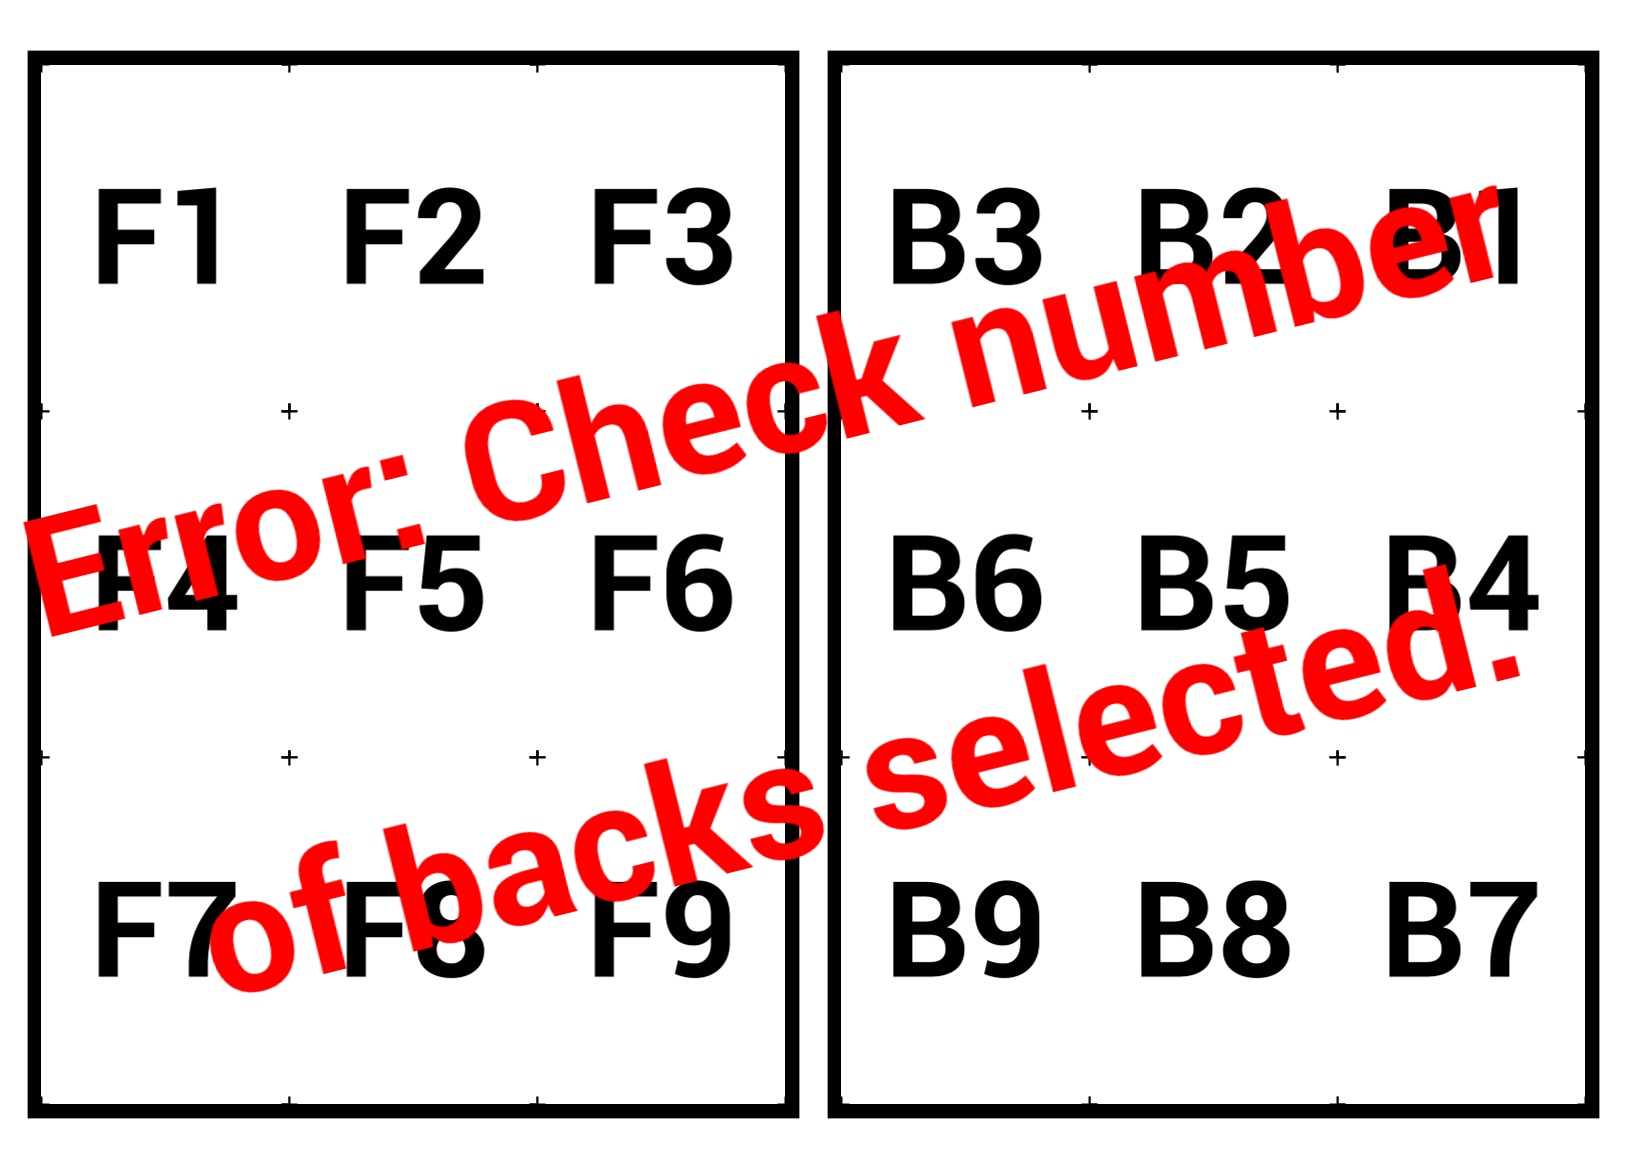 F1 F2 F3
F4 F5 F6
F7 F8 F9
B3 B2 B1
B6 B5 B4
B9 B8 B7
Error: Check number
of backs selected.